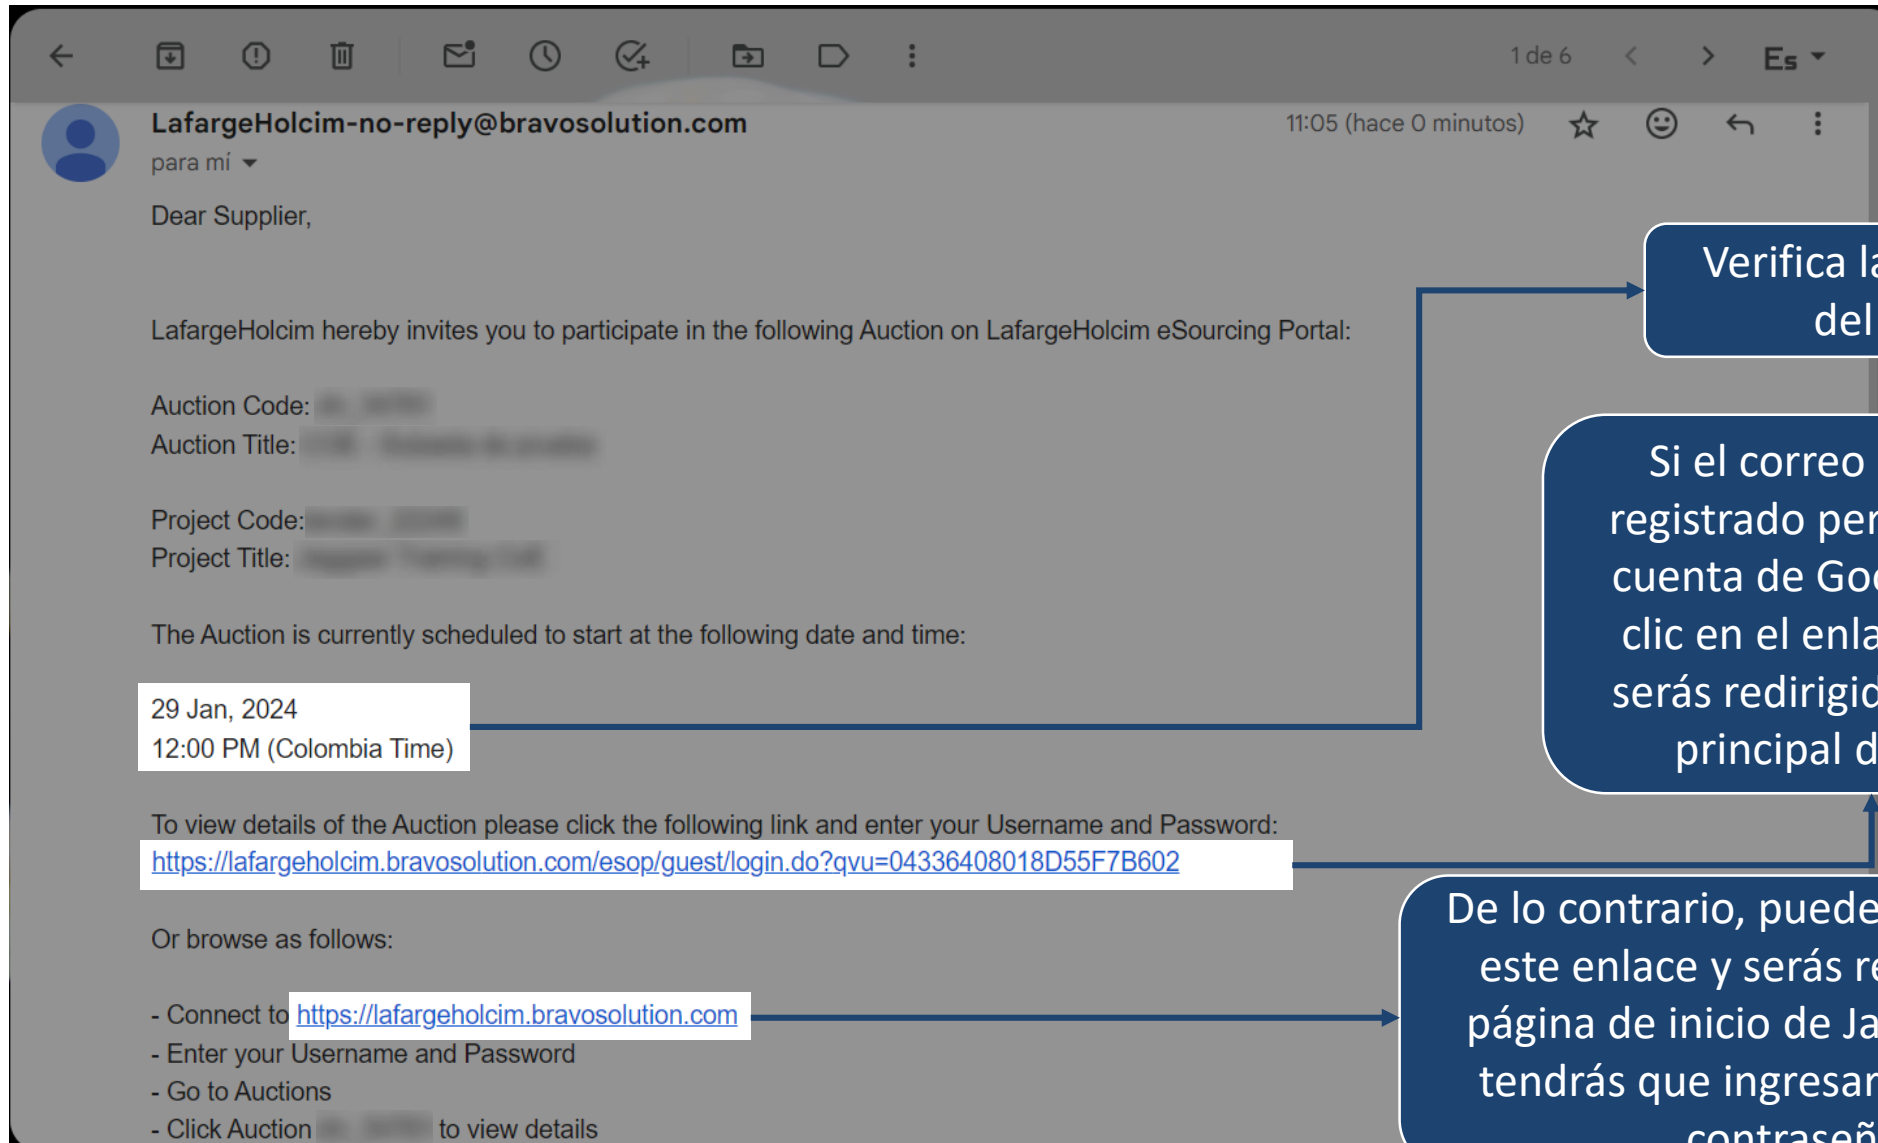 1 de 6
Es
LafargeHolcim-no-reply@bravosolution.com
11:05 (hace 0 minutos)
para mí
Dear Supplier,
LafargeHolcim hereby invites you to participate in the following Auction on LafargeHolcim eSourcing Portal:
Auction Code:
Auction Title:
Project Code:
Project Title:
The Auction is currently scheduled to start at the following date and time:
29 Jan, 2024
12:00 PM (Colombia Time)
To view details of the Auction please click the following link and enter your Username and Password:
https://lafargeholcim.bravosolution.com/esop/guest/login.do?qvu=04336408018D55F7B602
Or browse as follows:
- Connect to https://lafargeholcim.bravosolution.com
- Enter your Username and Password
- Go to Auctions
- Click Auction to view details
Verifica la
del
Si el correo
registrado per
cuenta de Goo
clic en el enla
serás redirigid
principal d
De lo contrario, puede
este enlace y serás re
página de inicio de Ja
tendrás que ingresar
contraseñ